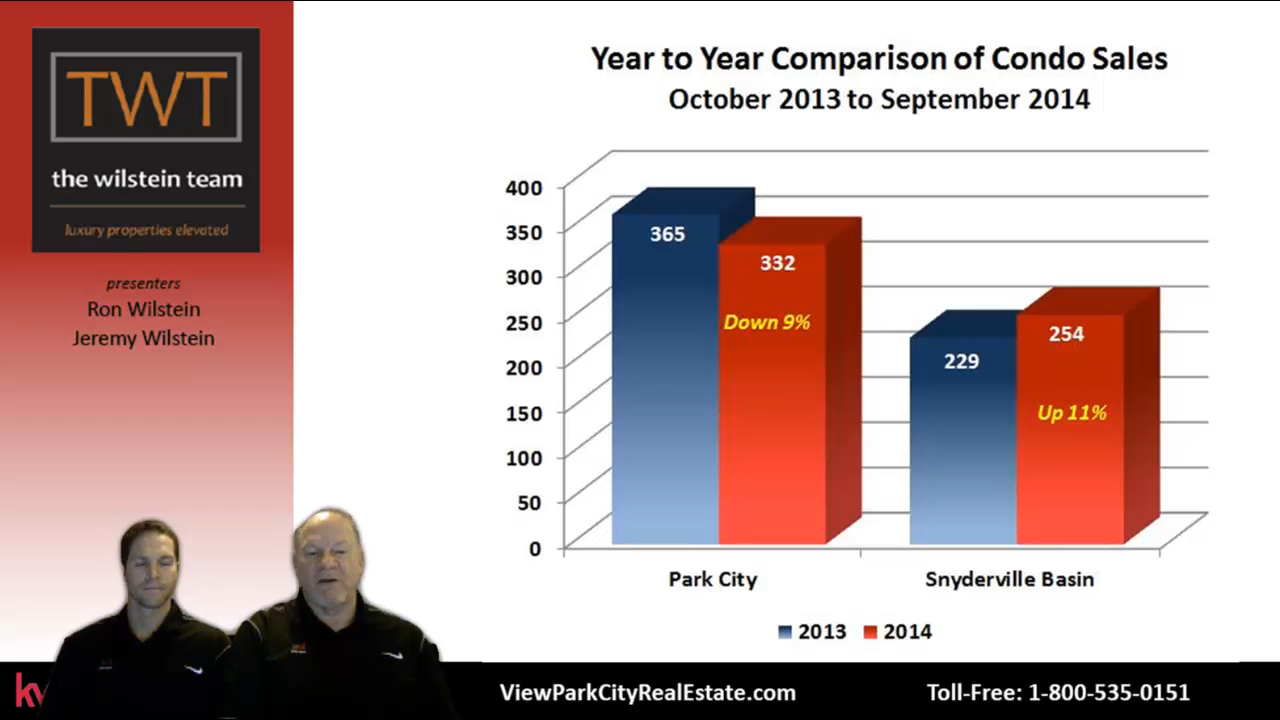 TWT
the wilstein team
luxury properties elevated
presenters
Ron Wilstein
Jeremy Wilstein
Year to Year Comparison of Condo Sales
October 2013 to September 2014
400
350
300
250
200
150
100
50
0
365
332
Down 9%
229
254
Up 11%
Park City
Snyderville Basin
2013
2014
kw
ViewParkCityRealEstate.com
Toll-Free: 1-800-535-0151